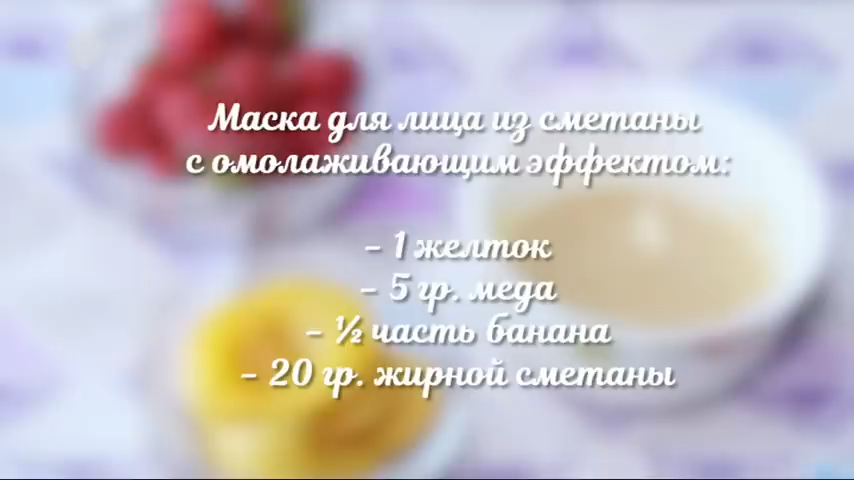 Маска для лица из сметаны
с омолаживающим эффектом:
– 1 желток
– 5 гр. меда
– ½ часть банана
– 20 гр. жирной сметаны